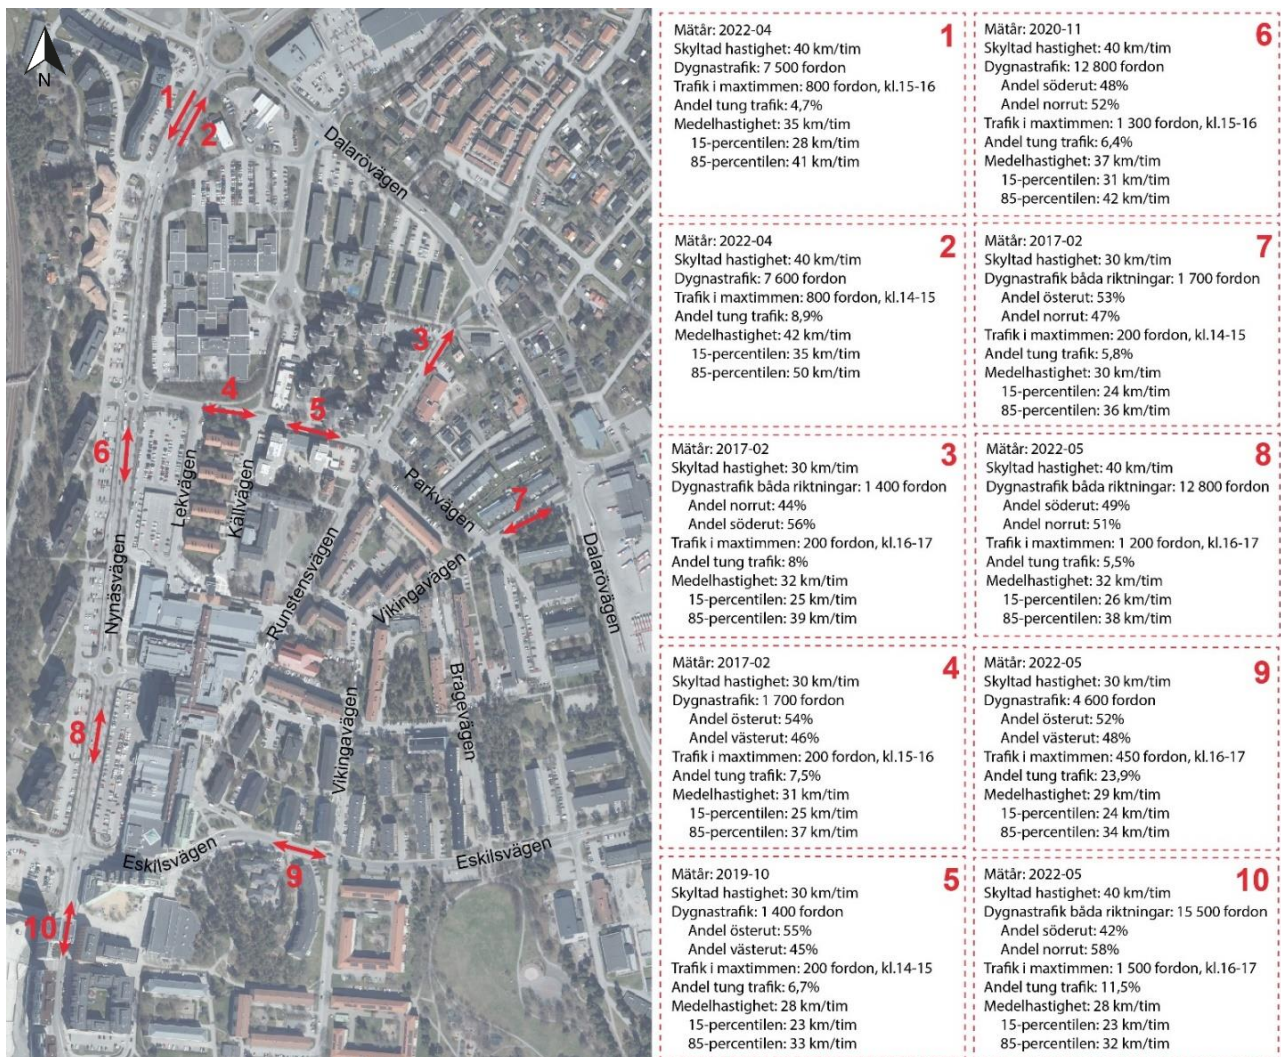 N
1
2
Dalarövägen
3
4
5
6
Lekvägen
Källvägen
Parkvägen
7
Nynäsvägen
Runstensvägen
Vikingavägen
Dalarövägen
Bragevägen
8
Vikingavägen
Eskilsvägen
Eskilsvägen
9
10
1
Mätår: 2022-04
Skyltad hastighet: 40 km/tim
Dygnastrafik: 7 500 fordon
Trafik i maxtimmen: 800 fordon, kl.15-16
Andel tung trafik: 4,7%
Medelhastighet: 35 km/tim
15-percentilen: 28 km/tim
85-percentilen: 41 km/tim
2
Mätår: 2022-04
Skyltad hastighet: 40 km/tim
Dygnastrafik: 7 600 fordon
Trafik i maxtimmen: 800 fordon, kl.14-15
Andel tung trafik: 8,9%
Medelhastighet: 42 km/tim
15-percentilen: 35 km/tim
85-percentilen: 50 km/tim
3
Mätår: 2017-02
Skyltad hastighet: 30 km/tim
Dygnastrafik båda riktningar: 1 400 fordon
Andel norrut: 44%
Andel söderut: 56%
Trafik i maxtimmen: 200 fordon, kl.16-17
Andel tung trafik: 8%
Medelhastighet: 32 km/tim
15-percentilen: 25 km/tim
85-percentilen: 39 km/tim
4
Mätår: 2017-02
Skyltad hastighet: 30 km/tim
Dygnastrafik: 1 700 fordon
Andel österut: 54%
Andel västerut: 46%
Trafik i maxtimmen: 200 fordon, kl.15-16
Andel tung trafik: 7,5%
Medelhastighet: 31 km/tim
15-percentilen: 25 km/tim
85-percentilen: 37 km/tim
5
Mätår: 2019-10
Skyltad hastighet: 30 km/tim
Dygnastrafik: 1 400 fordon
Andel österut: 55%
Andel västerut: 45%
Trafik i maxtimmen: 200 fordon, kl.14-15
Andel tung trafik: 6,7%
Medelhastighet: 28 km/tim
15-percentilen: 23 km/tim
85-percentilen: 33 km/tim
6
Mätår: 2020-11
Skyltad hastighet: 40 km/tim
Dygnastrafik: 12 800 fordon
Andel söderut: 48%
Andel norrut: 52%
Trafik i maxtimmen: 1 300 fordon, kl.15-16
Andel tung trafik: 6,4%
Medelhastighet: 37 km/tim
15-percentilen: 31 km/tim
85-percentilen: 42 km/tim
7
Mätår: 2017-02
Skyltad hastighet: 30 km/tim
Dygnastrafik båda riktningar: 1 700 fordon
Andel österut: 53%
Andel norrut: 47%
Trafik i maxtimmen: 200 fordon, kl.14-15
Andel tung trafik: 5,8%
Medelhastighet: 30 km/tim
15-percentilen: 24 km/tim
85-percentilen: 36 km/tim
8
Mätår: 2022-05
Skyltad hastighet: 40 km/tim
Dygnastrafik båda riktningar: 12 800 fordon
Andel söderut: 49%
Andel norrut: 51%
Trafik i maxtimmen: 1 200 fordon, kl.16-17
Andel tung trafik: 5,5%
Medelhastighet: 32 km/tim
15-percentilen: 26 km/tim
85-percentilen: 38 km/tim
9
Mätår: 2022-05
Skyltad hastighet: 30 km/tim
Dygnastrafik: 4 600 fordon
Andel österut: 52%
Andel västerut: 48%
Trafik i maxtimmen: 450 fordon, kl.16-17
Andel tung trafik: 23,9%
Medelhastighet: 29 km/tim
15-percentilen: 24 km/tim
85-percentilen: 34 km/tim
10
Mätår: 2022-05
Skyltad hastighet: 40 km/tim
Dygnastrafik båda riktningar: 15 500 fordon
Andel söderut: 42%
Andel norrut: 58%
Trafik i maxtimmen: 1 500 fordon, kl.16-17
Andel tung trafik: 11,5%
Medelhastighet: 28 km/tim
15-percentilen: 23 km/tim
85-percentilen: 32 km/tim